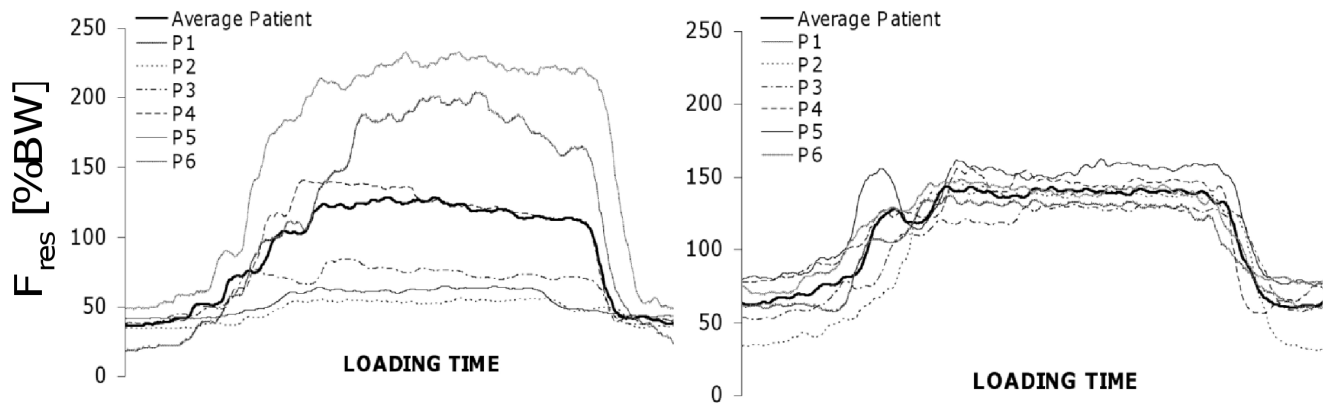 F res [%BW]
250
200
150
100
50
0
Average Patient
P1
P2
P3
P4
P5
P6
LOADING TIME
250
200
150
100
50
0
Average Patient
P1
P2
P3
P4
P5
P6
LOADING TIME